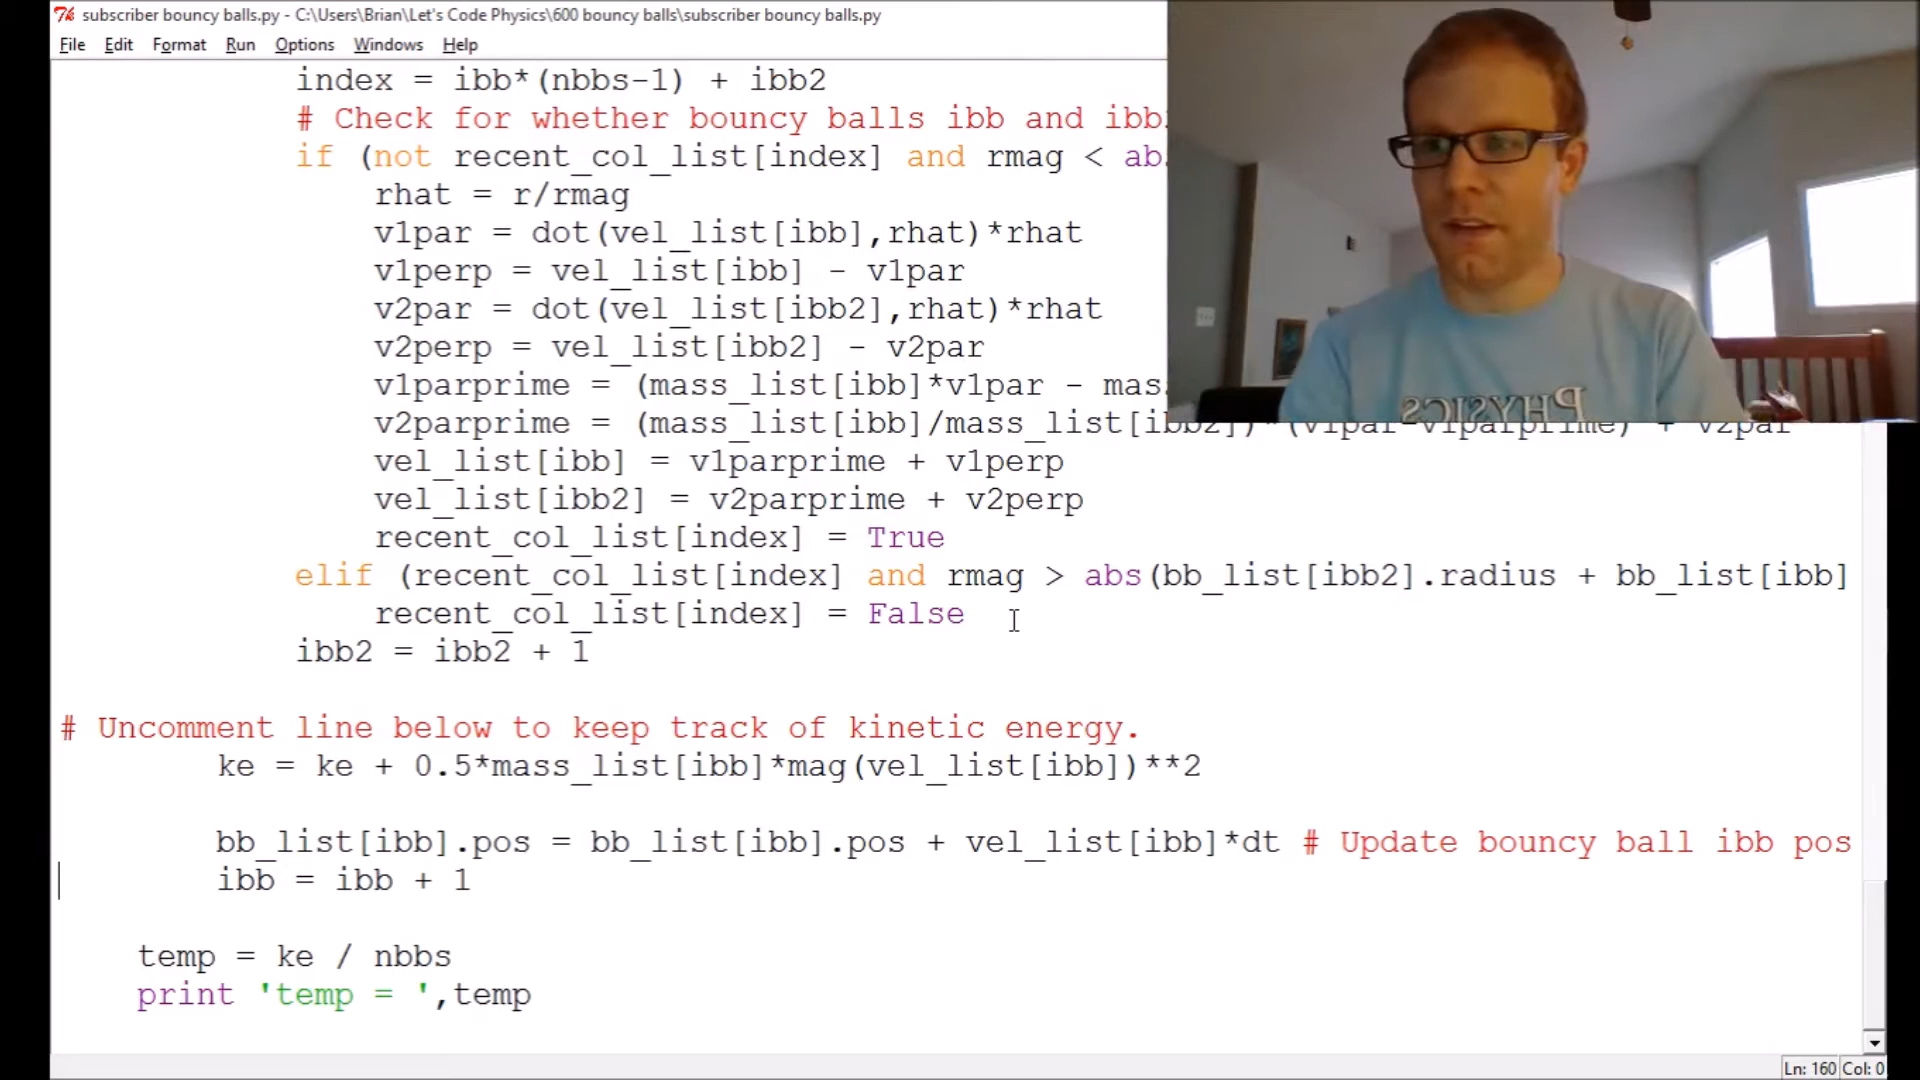 subscriber bouncy balls.py - C:\Users\Brian\Let's Code Physics\600 bouncy balls\subscriber bouncy balls.py
File Edit Format Run Options Windows Help
index = ibb*(nbbs-1) + ibb2
# Check for whether bouncy balls ibb and
if (not recent_col_list[index] and rmag <
rhat = r/rmag
v1par = dot(vel_list[ibb],rhat)*rhat
v1perp = vel_list[ibb] - v1par
v2par = dot(vel_list[ibb2],rhat)*rhat
v2perp = vel_list[ibb2] - v2par
v1parprime = (mass_list[ibb]*v1par -
v2parprime = (mass_list[ibb]/mass_list[ibb2])*(v1par-v1parprime) + v2par
vel_list[ibb] = v1parprime + v1perp
vel_list[ibb2] = v2parprime + v2perp
recent_col_list[index] = True
elif (recent_col_list[index] and rmag > abs(bb_list[ibb2].radius + bb_list[ibb]
recent_col_list[index] = False
ibb2 = ibb2 + 1
# Uncomment line below to keep track of kinetic energy.
ke = ke + 0.5*mass_list[ibb]*mag(vel_list[ibb])**2
bb_list[ibb].pos = bb_list[ibb].pos + vel_list[ibb]*dt # Update bouncy ball ibb pos
ibb = ibb + 1
temp = ke / nbbs
print 'temp = ',temp
Ln: 160 Col: 0
PHYSICS